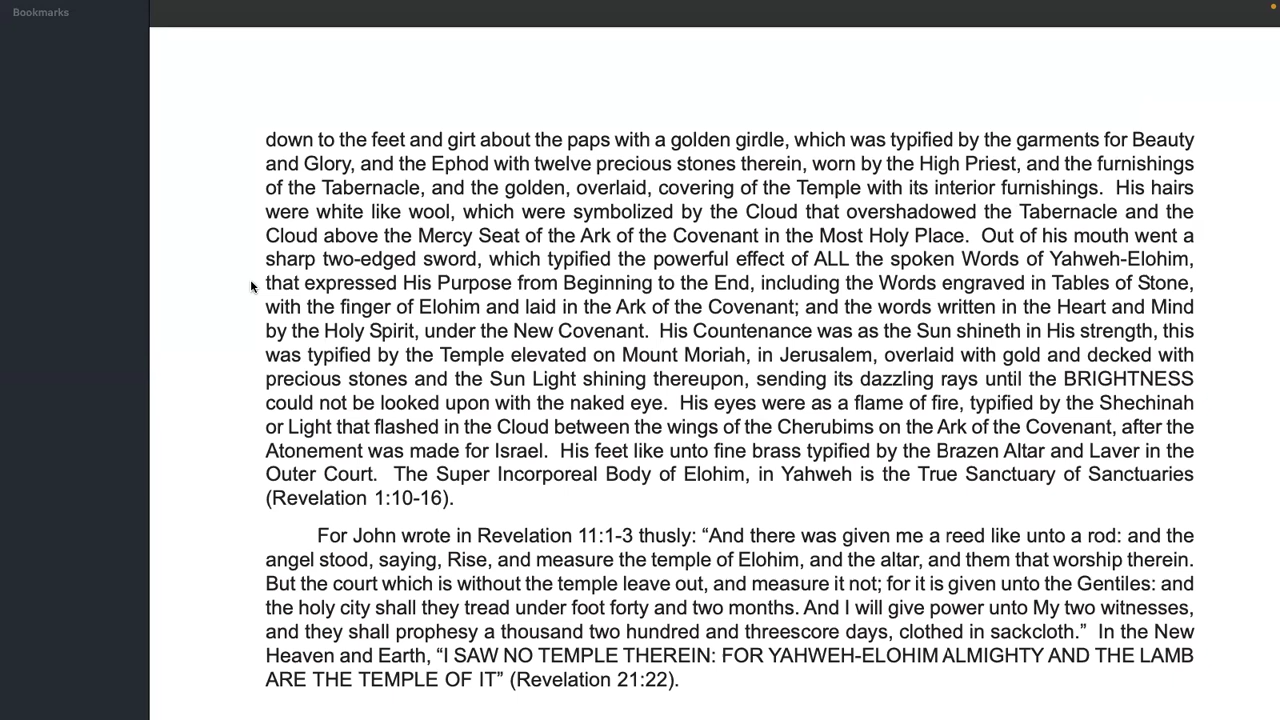 Bookmarks
down to the feet and girt about the paps with a golden girdle, which was typified by the garments for Beauty
and Glory, and the Ephod with twelve precious stones therein, worn by the High Priest, and the furnishings
of the Tabernacle, and the golden, overlaid, covering of the Temple with its interior furnishings.  His hairs
were white like wool, which were symbolized by the Cloud that overshadowed the Tabernacle and the
Cloud above the Mercy Seat of the Ark of the Covenant in the Most Holy Place.  Out of his mouth went a
sharp two-edged sword, which typified the powerful effect of ALL the spoken Words of Yahweh-Elohim,
that expressed His Purpose from Beginning to the End, including the Words engraved in Tables of Stone,
with the finger of Elohim and laid in the Ark of the Covenant; and the words written in the Heart and Mind
by the Holy Spirit, under the New Covenant.  His Countenance was as the Sun shineth in His strength, this
was typified by the Temple elevated on Mount Moriah, in Jerusalem, overlaid with gold and decked with
precious stones and the Sun Light shining thereupon, sending its dazzling rays until the BRIGHTNESS
could not be looked upon with the naked eye.  His eyes were as a flame of fire, typified by the Shechinah
or Light that flashed in the Cloud between the wings of the Cherubims on the Ark of the Covenant, after the
Atonement was made for Israel.  His feet like unto fine brass typified by the Brazen Altar and Laver in the
Outer Court.  The Super Incorporeal Body of Elohim, in Yahweh is the True Sanctuary of Sanctuaries
(Revelation 1:10-16).
For John wrote in Revelation 11:1-3 thusly: “And there was given me a reed like unto a rod: and the
angel stood, saying, Rise, and measure the temple of Elohim, and the altar, and them that worship therein.
But the court which is without the temple leave out, and measure it not; for it is given unto the Gentiles: and
the holy city shall they tread under foot forty and two months. And I will give power unto My two witnesses,
and they shall prophesy a thousand two hundred and threescore days, clothed in sackcloth.”  In the New
Heaven and Earth, “I SAW NO TEMPLE THEREIN: FOR YAHWEH-ELOHIM ALMIGHTY AND THE LAMB
ARE THE TEMPLE OF IT” (Revelation 21:22).